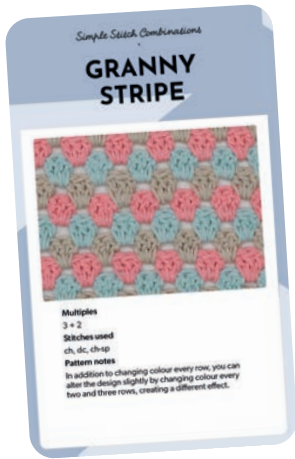 Simple Stitch Combinations
GRANNY
STRIPE
Multiples
3 + 2
Stitches used
ch, dc, ch-sp
Pattern notes
In addition to changing colour every row, you can
alter the design slightly by changing colour every
two and three rows, creating a different effect.